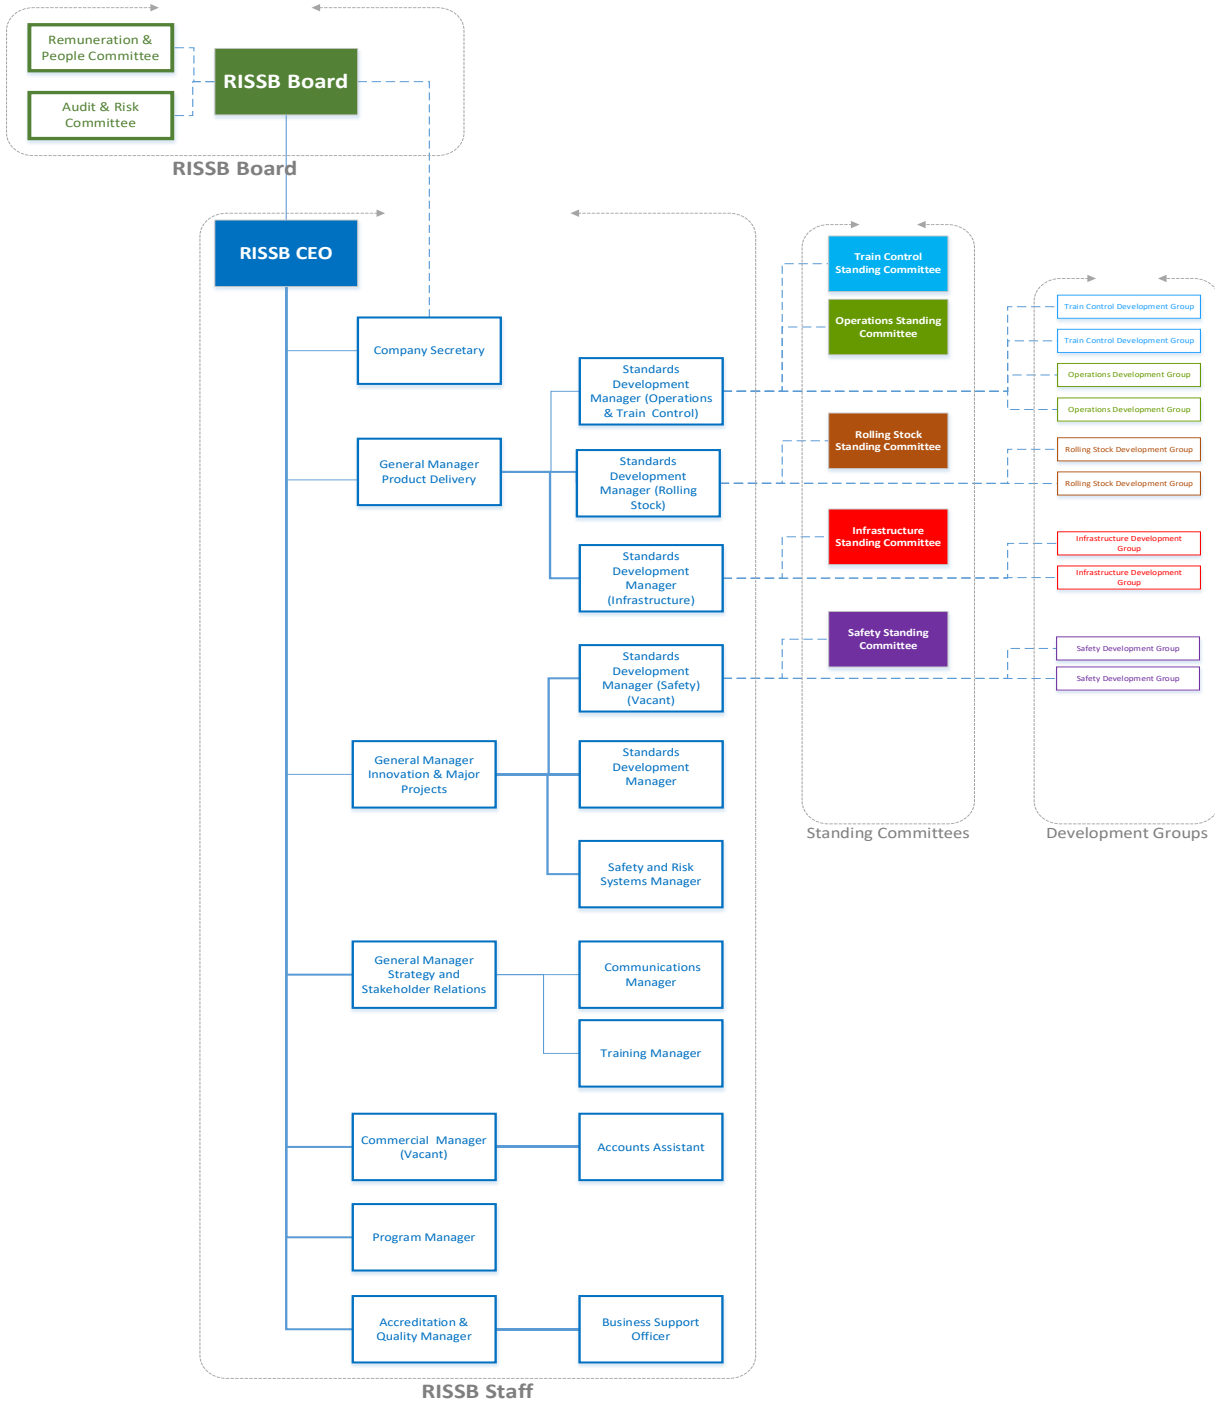 Remuneration &
People Committee
RISSB Board
Audit & Risk
Committee
RISSB Board
RISSB CEO
Company Secretary
General Manager
Product Delivery
Standards
Development
Manager (Operations
& Train Control)
Standards
Development
Manager (Rolling
Stock)
Standards
Development
Manager
(Infrastructure)
Train Control
Standing Committee
Operations Standing
Committee
Rolling Stock
Standing Committee
Infrastructure
Standing Committee
Safety Standing
Committee
Train Control Development Group
Train Control Development Group
Operations Development Group
Operations Development Group
Rolling Stock Development Group
Rolling Stock Development Group
Infrastructure Development
Group
Infrastructure Development
Group
Safety Development Group
Safety Development Group
Standing Committees
Development Groups
General Manager
Innovation & Major
Projects
Standards
Development
Manager (Safety)
(Vacant)
Standards
Development
Manager
Safety and Risk
Systems Manager
General Manager
Strategy and
Stakeholder Relations
Communications
Manager
Training Manager
Commercial Manager
(Vacant)
Accounts Assistant
Program Manager
Accreditation &
Quality Manager
Business Support
Officer
RISSB Staff